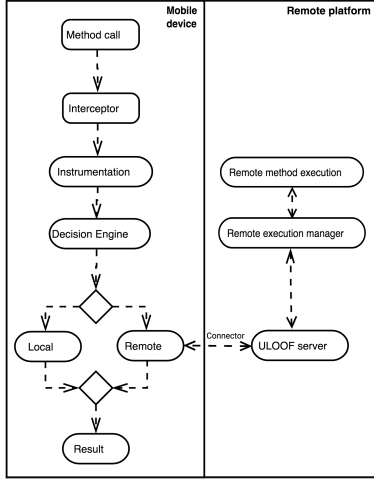 Mobile
device
Remote platform
Method call
Interceptor
Instrumentation
Decision Engine
Local
Remote
Result
Remote method execution
Remote execution manager
Connector
ULOOF server